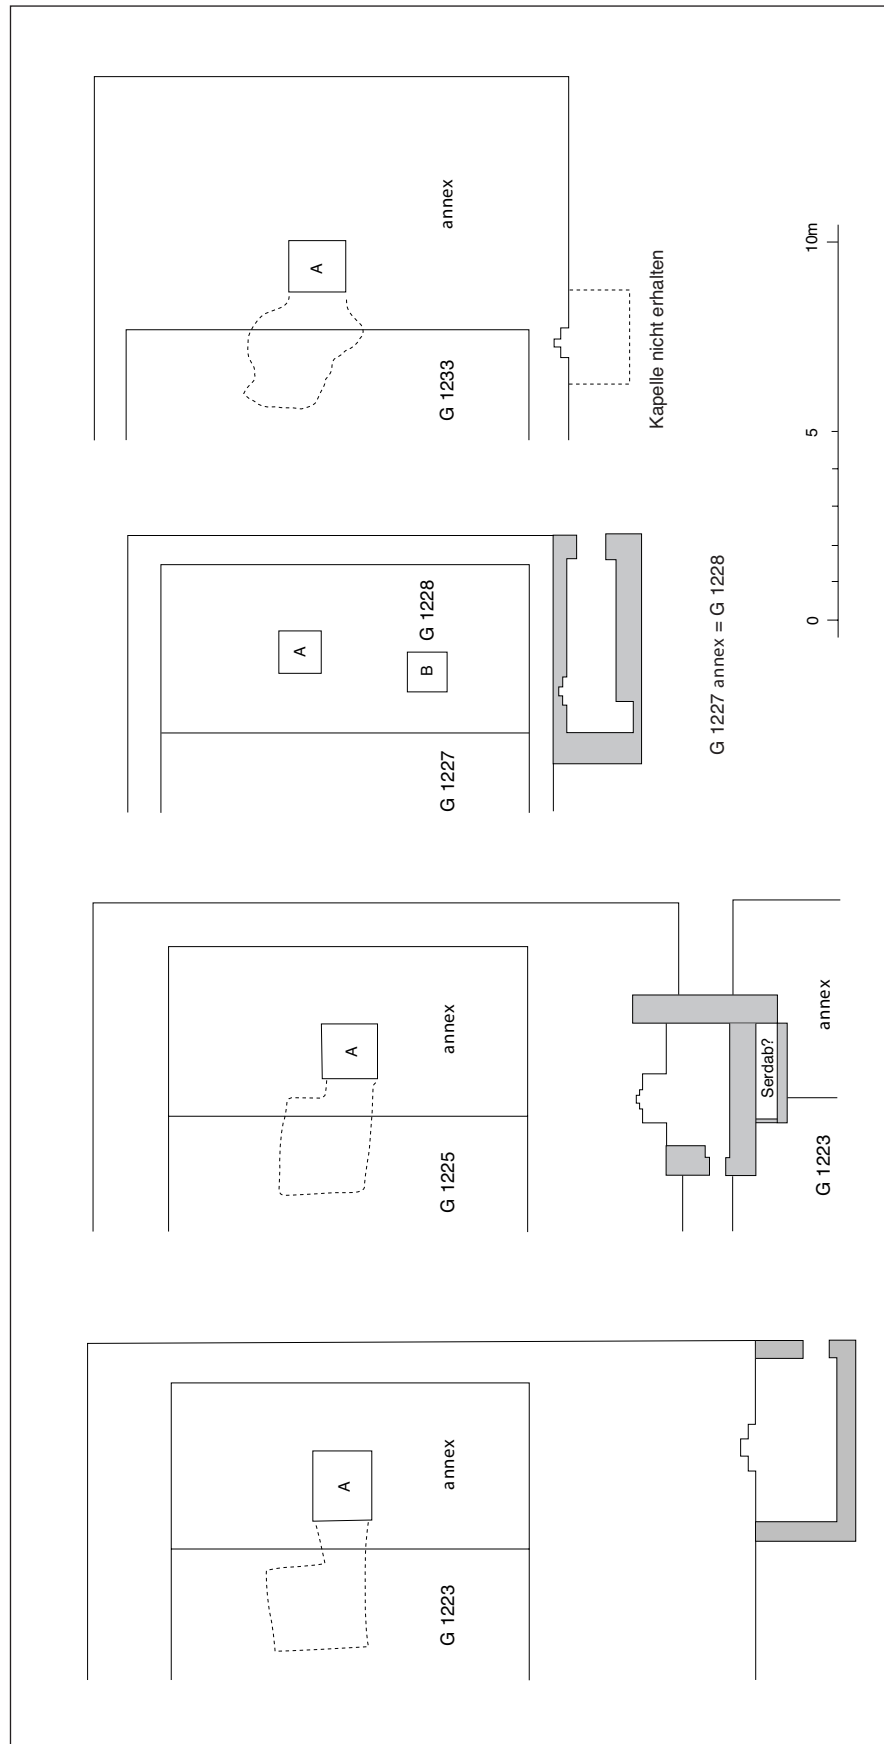 A
annex
G 1223
A
annex
G 1225
Serdab?
annex
G 1223
A
B
G 1228
G 1227
G 1227 annex = G 1228
A
annex
G 1233
Kapelle nicht erhalten
0
5
10m